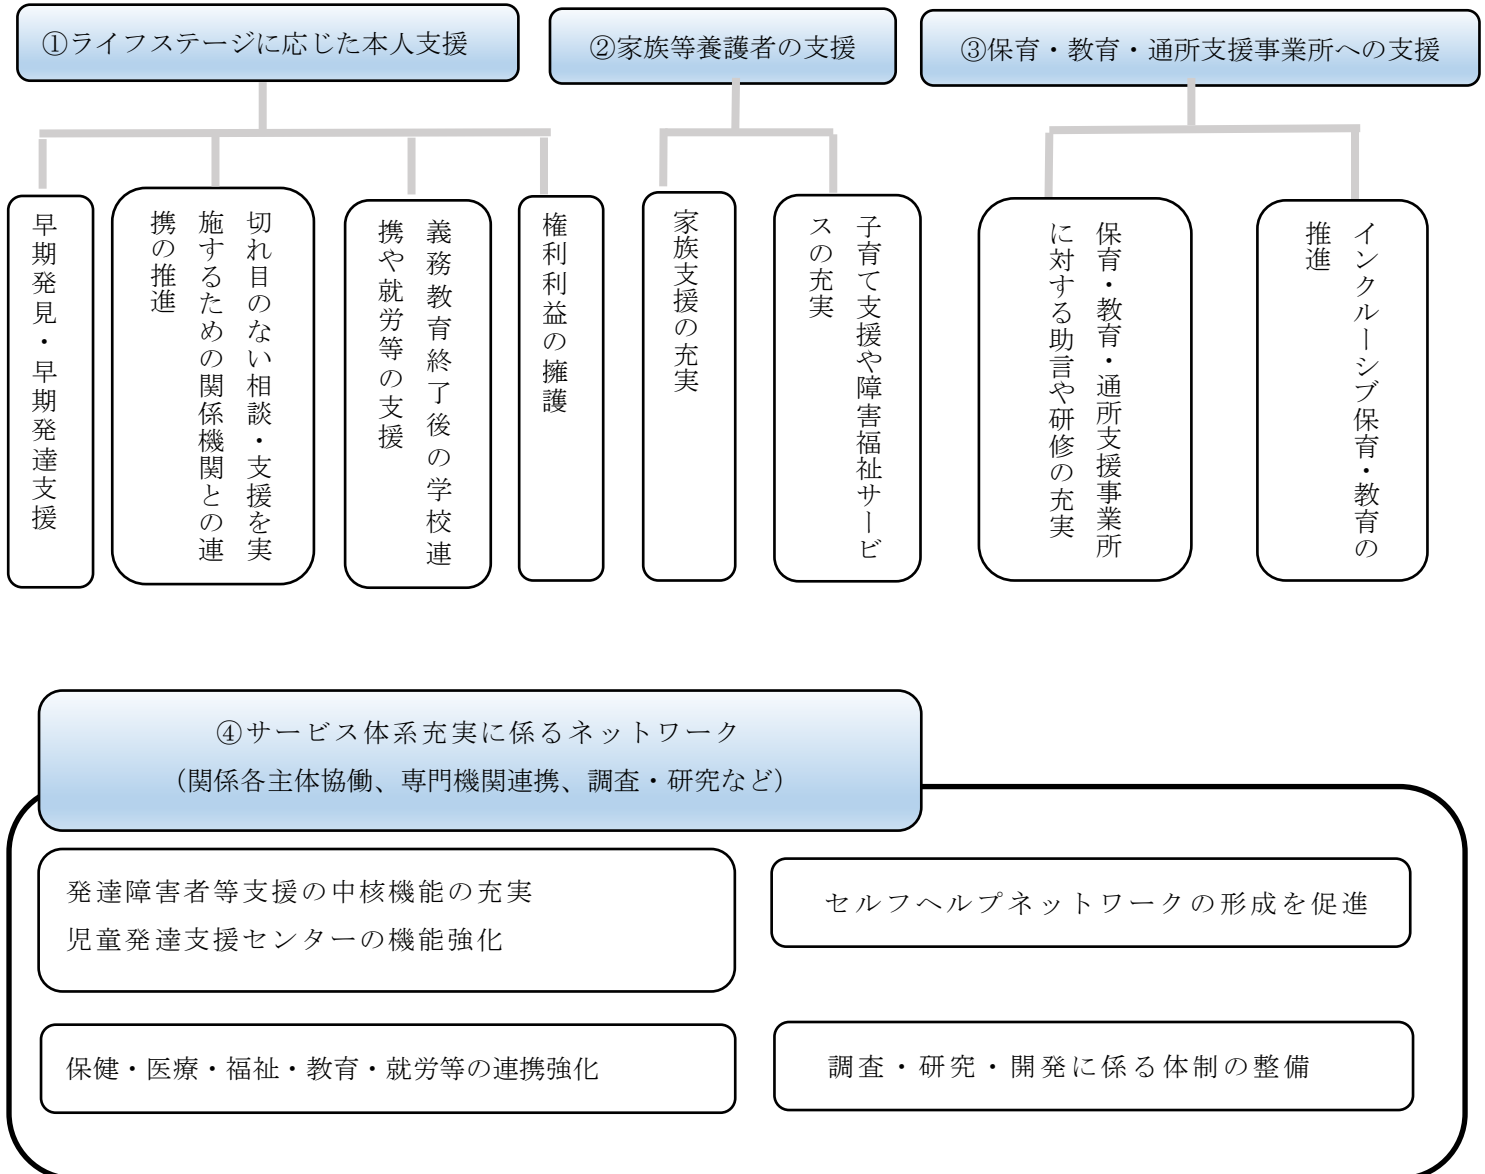 ①ライフステージに応じた本人支援
②家族等養護者の支援
③保育・教育・通所支援事業所への支援
早期発見・早期発達支援
切れ目のない相談・支援を実
施するための関係機関との連
携の推進
義務教育終了後の学校連
携や就労等の支援
権利利益の擁護
家族支援の充実
子育て支援や障害福祉サービ
スの充実
保育・教育・通所支援事業所
に対する助言や研修の充実
インクルーシブ保育・教育の
推進
④サービス体系充実に係るネットワーク
（関係各主体協働、専門機関連携、調査・研究など）
発達障害者等支援の中核機能の充実
児童発達支援センターの機能強化
セルフヘルプネットワークの形成を促進
保健・医療・福祉・教育・就労等の連携強化
調査・研究・開発に係る体制の整備